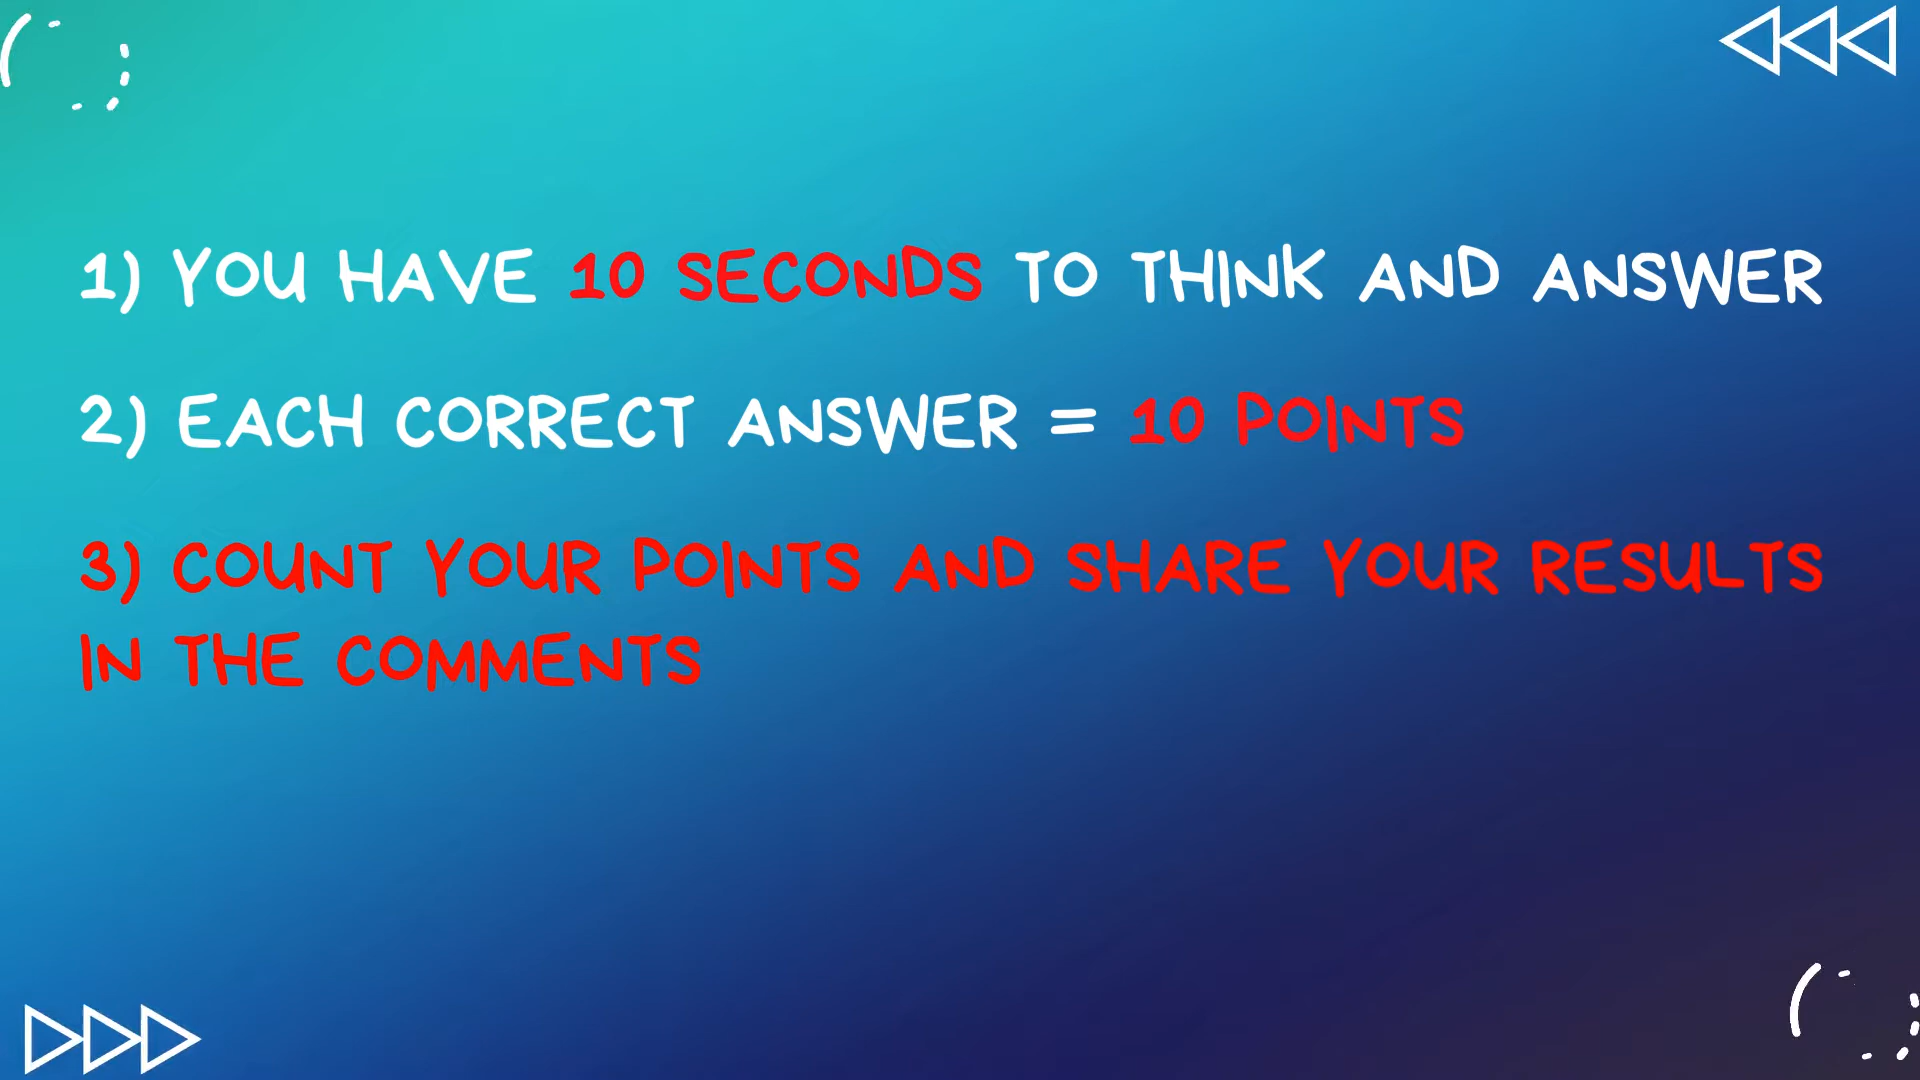 1) YOU HAVE 10 SECONDS TO THINK AND ANSWER
2) EACH CORRECT ANSWER = 10 POINTS
3) COUNT YOUR POINTS AND SHARE YOUR RESULTS
IN THE COMMENTS